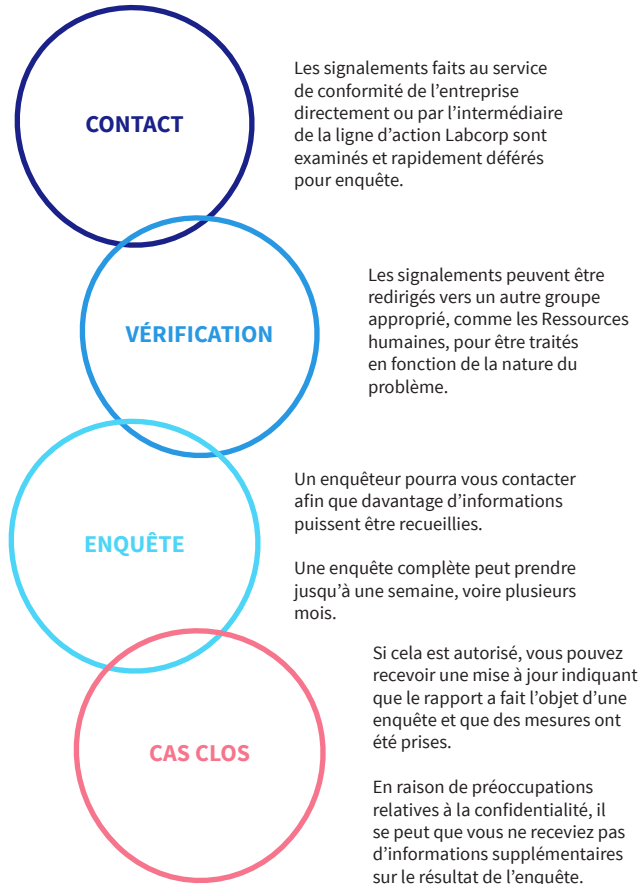 CONTACT
Les signalements faits au service
de conformité de l'entreprise
directement ou par l'intermédiaire
de la ligne d'action Labcorp sont
examinés et rapidement déférés
pour enquête.
VÉRIFICATION
Les signalements peuvent être
redirigés vers un autre groupe
approprié, comme les Ressources
humaines, pour être traités
en fonction de la nature du
problème.
ENQUÊTE
Un enquêteur pourra vous contacter
afin que davantage d'informations
puissent être recueillies.
Une enquête complète peut prendre
jusqu'à une semaine, voire plusieurs
mois.
CAS CLOS
Si cela est autorisé, vous pouvez
recevoir une mise à jour indiquant
que le rapport a fait l'objet d'une
enquête et que des mesures ont
été prises.
En raison de préoccupations
relatives à la confidentialité, il
se peut que vous ne receviez pas
d'informations supplémentaires
sur le résultat de l'enquête.